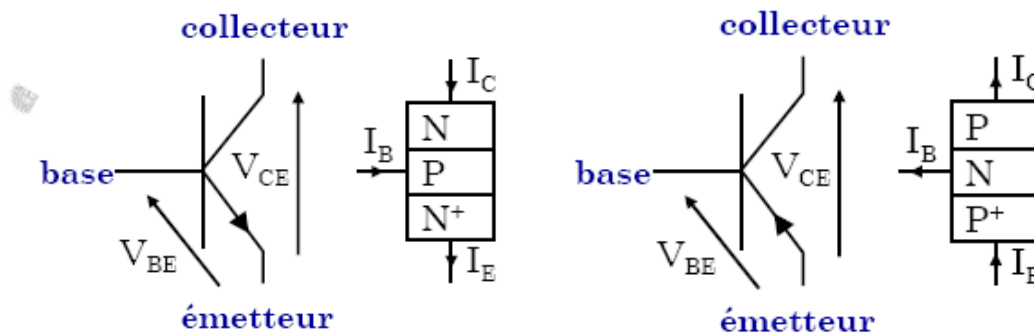 collecteur
collecteur
I_C
I_C
N
P
I_B
I_B
base
V_CE
P
base
V_CE
N
N⁺
P⁺
V_BE
V_BE
I_E
I_E
émetteur
émetteur